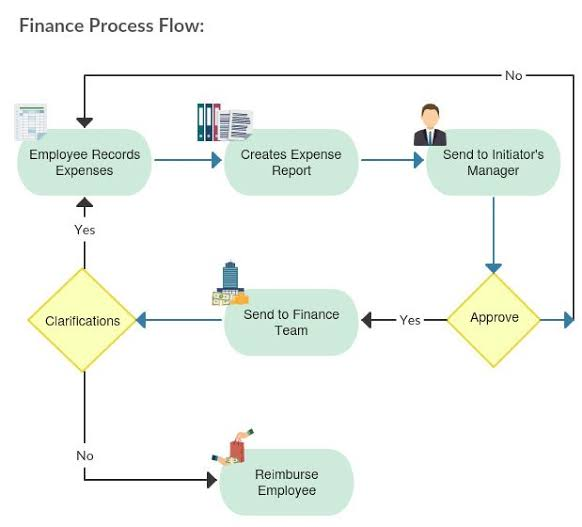 Finance Process Flow:
No
Employee Records
Expenses
Creates Expense
Report
Send to Initiator's
Manager
Yes
Clarifications
Send to Finance
Team
Yes
Approve
No
Reimburse
Employee